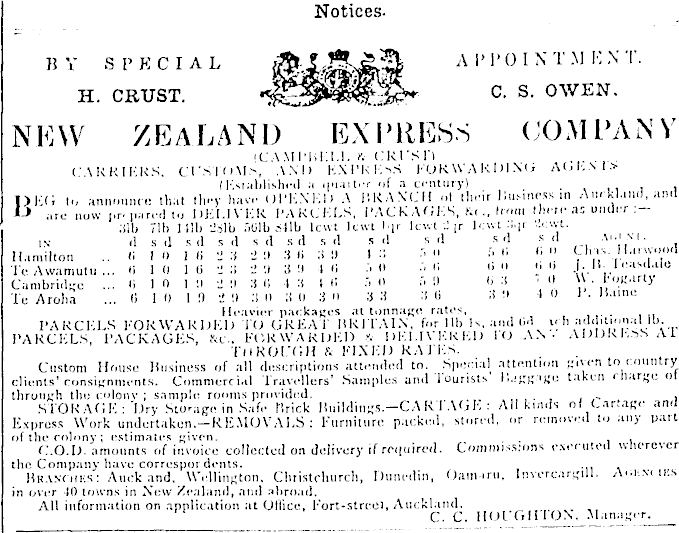 Notices.
BY SPECIAL APPOINTMENT.
H. CRUST. C. S. OWEN.
NEW ZEALAND EXPRESS COMPANY
(CAMPBELL & CRUST)
CARRIERS, CUSTOMS, AND EXPRESS FORWARDING AGENTS
(Established a quarter of a century)
BEG to announce that they have OPENED A BRANCH of their Business in Auckland, and
are now prepared to DELIVER PARCELS, PACKAGES, &c., from there as under :—
3lb 7lb 14lb 28lb 56lb 84lb 1cwt 1cwt 1qr 1cwt 2qr 1cwt 3qr 2cwt.
IN d s d s d s d s d s d s d s d s d s d s d AGENT.
Hamilton .. 6 1 0 1 6 2 3 2 9 3 6 3 9 4 3 5 0 5 6 6 0 Chas. Harwood
Te Awamutu .. 6 1 0 1 6 2 3 2 9 3 9 4 6 5 0 5 6 6 0 6 6 J. B. Teasdale
Cambridge ... 6 1 0 1 9 2 9 3 6 4 3 4 6 5 0 5 9 6 3 7 0 W. Fogarty
Te Aroha ... 6 1 0 1 9 2 9 3 0 3 0 3 0 3 3 3 6 3 9 4 0 P. Baine
Heavier packages at tonnage rates.
PARCELS FORWARDED TO GREAT BRITAIN, for 1lb 1s, and 6d each additional lb.
PARCELS, PACKAGES, &c., FORWARDED & DELIVERED TO ANY ADDRESS AT
THROUGH & FIXED RATES.
Custom House Business of all descriptions attended to. Special attention given to country
clients' consignments. Commercial Travellers' Samples and Tourists' Baggage taken charge of
through the colony ; sample rooms provided.
STORAGE : Dry Storage in Safe Brick Buildings.—CARTAGE : All kinds of Cartage and
Express Work undertaken.—REMOVALS : Furniture packed, stored, or removed to any part
of the colony ; estimates given.
C.O.D. amounts of invoice collected on delivery if required. Commissions executed wherever
the Company have correspondents.
BRANCHES : Auckland, Wellington, Christchurch, Dunedin, Oamaru, Invercargill. AGENCIES
in over 40 towns in New Zealand, and abroad.
All information on application at Office, Fort-street, Auckland.
C. C. HOUGHTON, Manager.